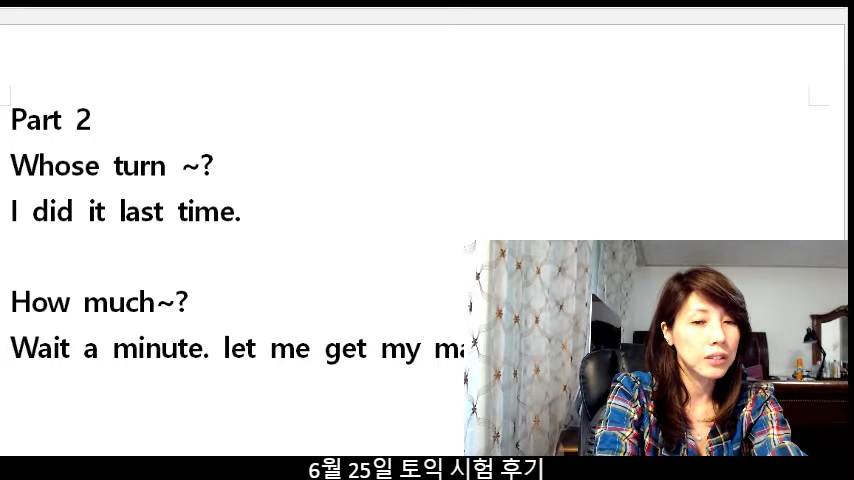 Part 2
Whose turn ~?
I did it last time.
How much~?
Wait a minute. let me get my
6월 25일 토익 시험 후기